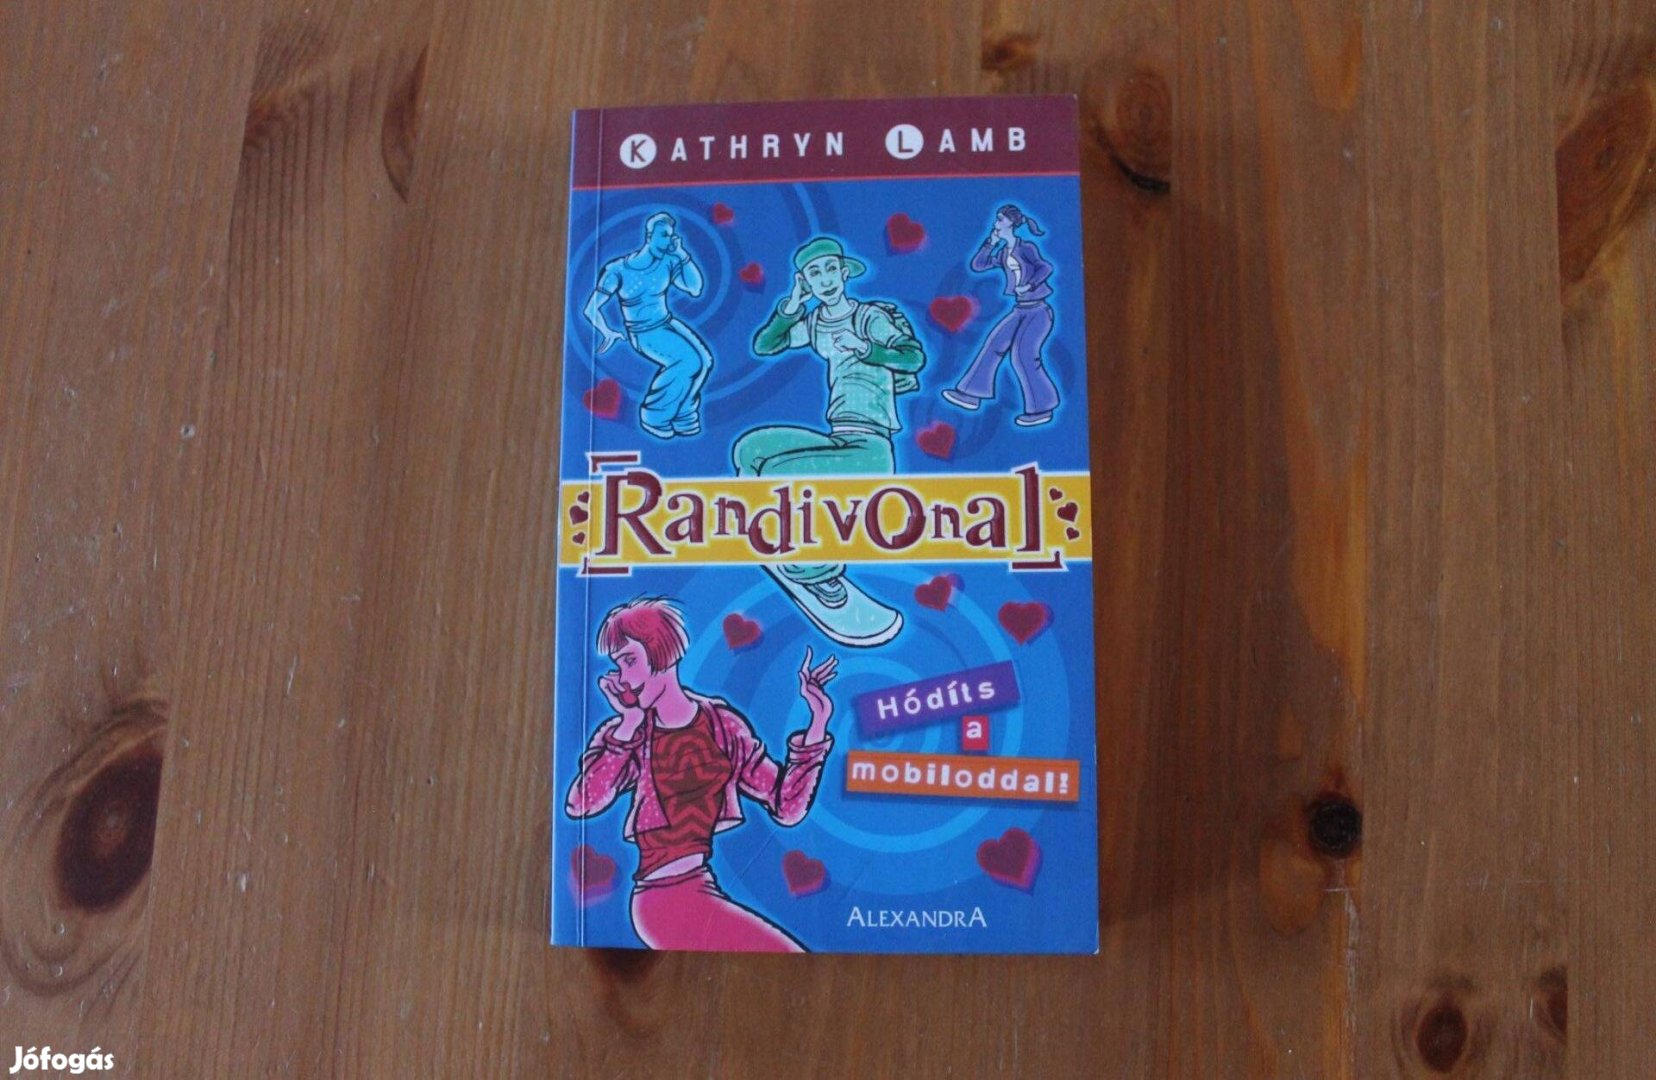 KATHRYN LAMB
RandivOnal
Hódíts
a
mobiloddal!
ALEXANDRA
Jófogás